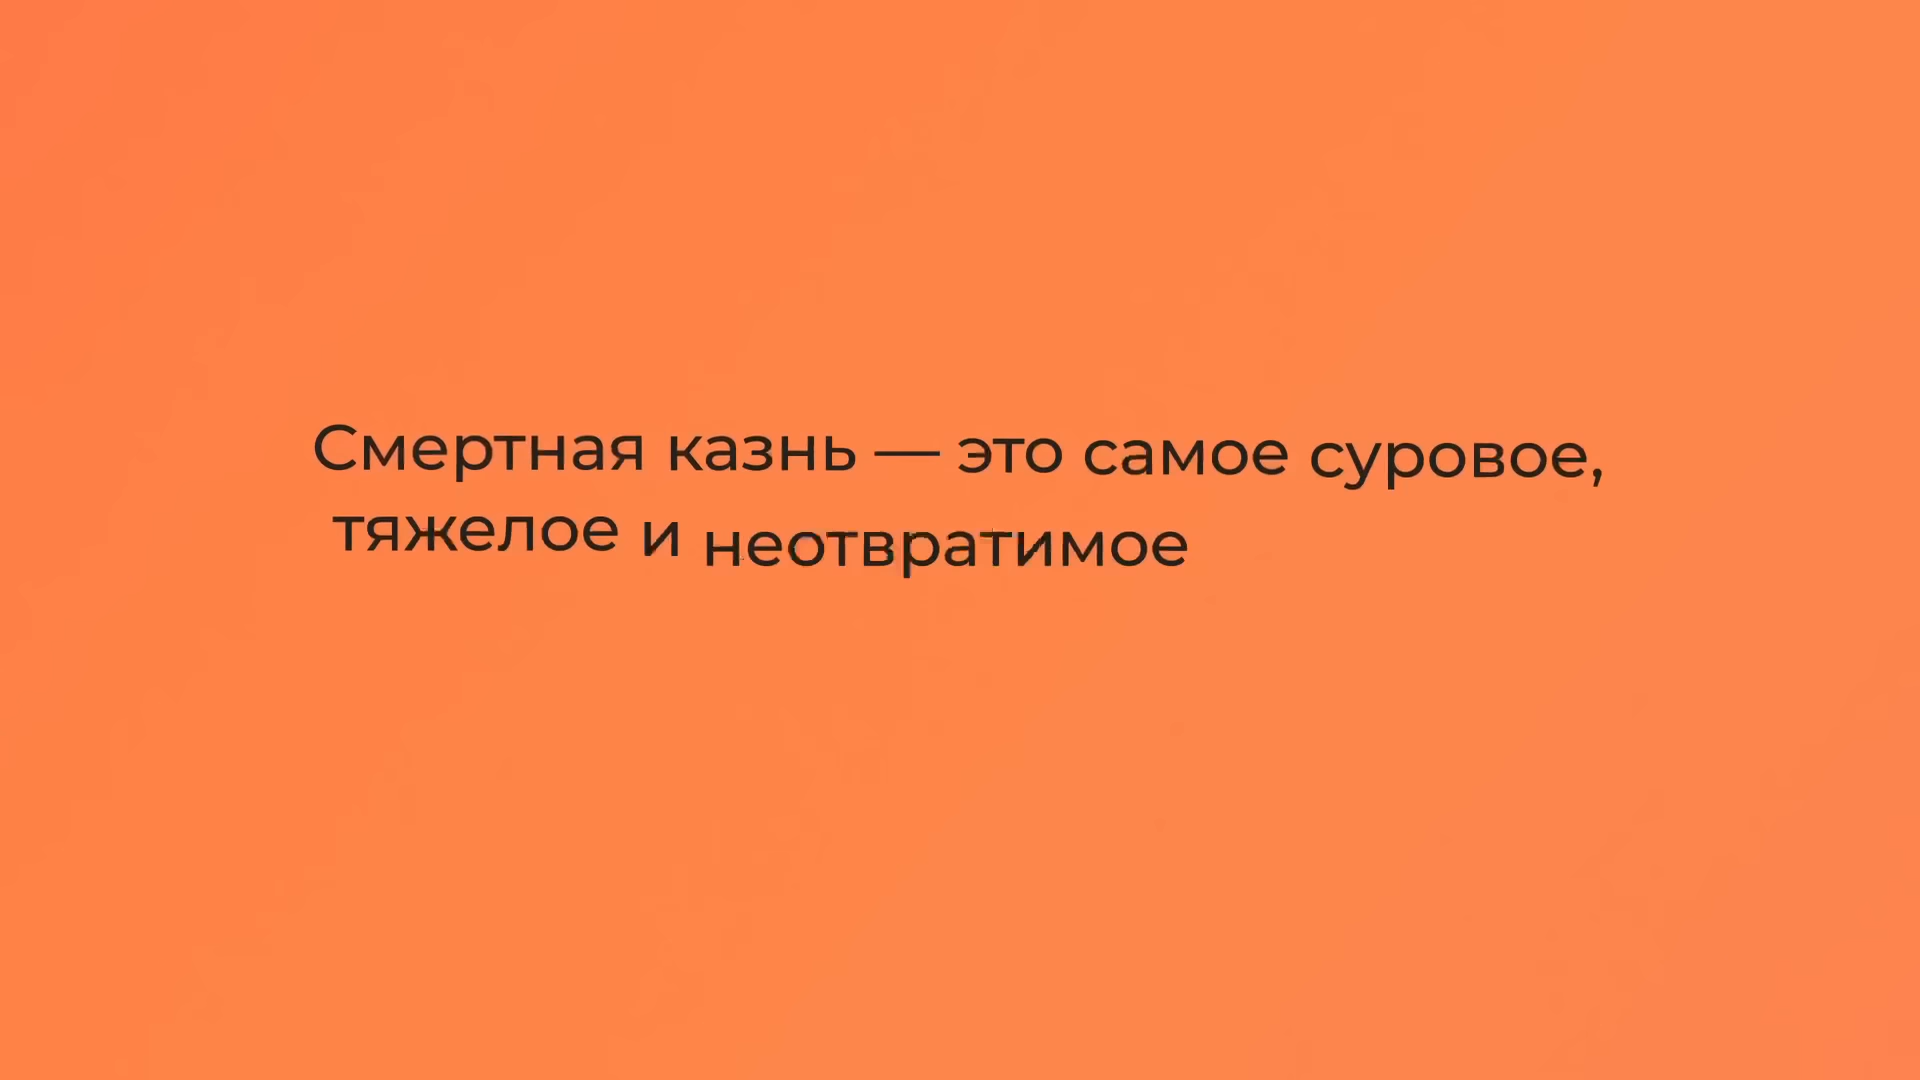 Смертная казнь — это самое суровое,
тяжелое и неотвратимое